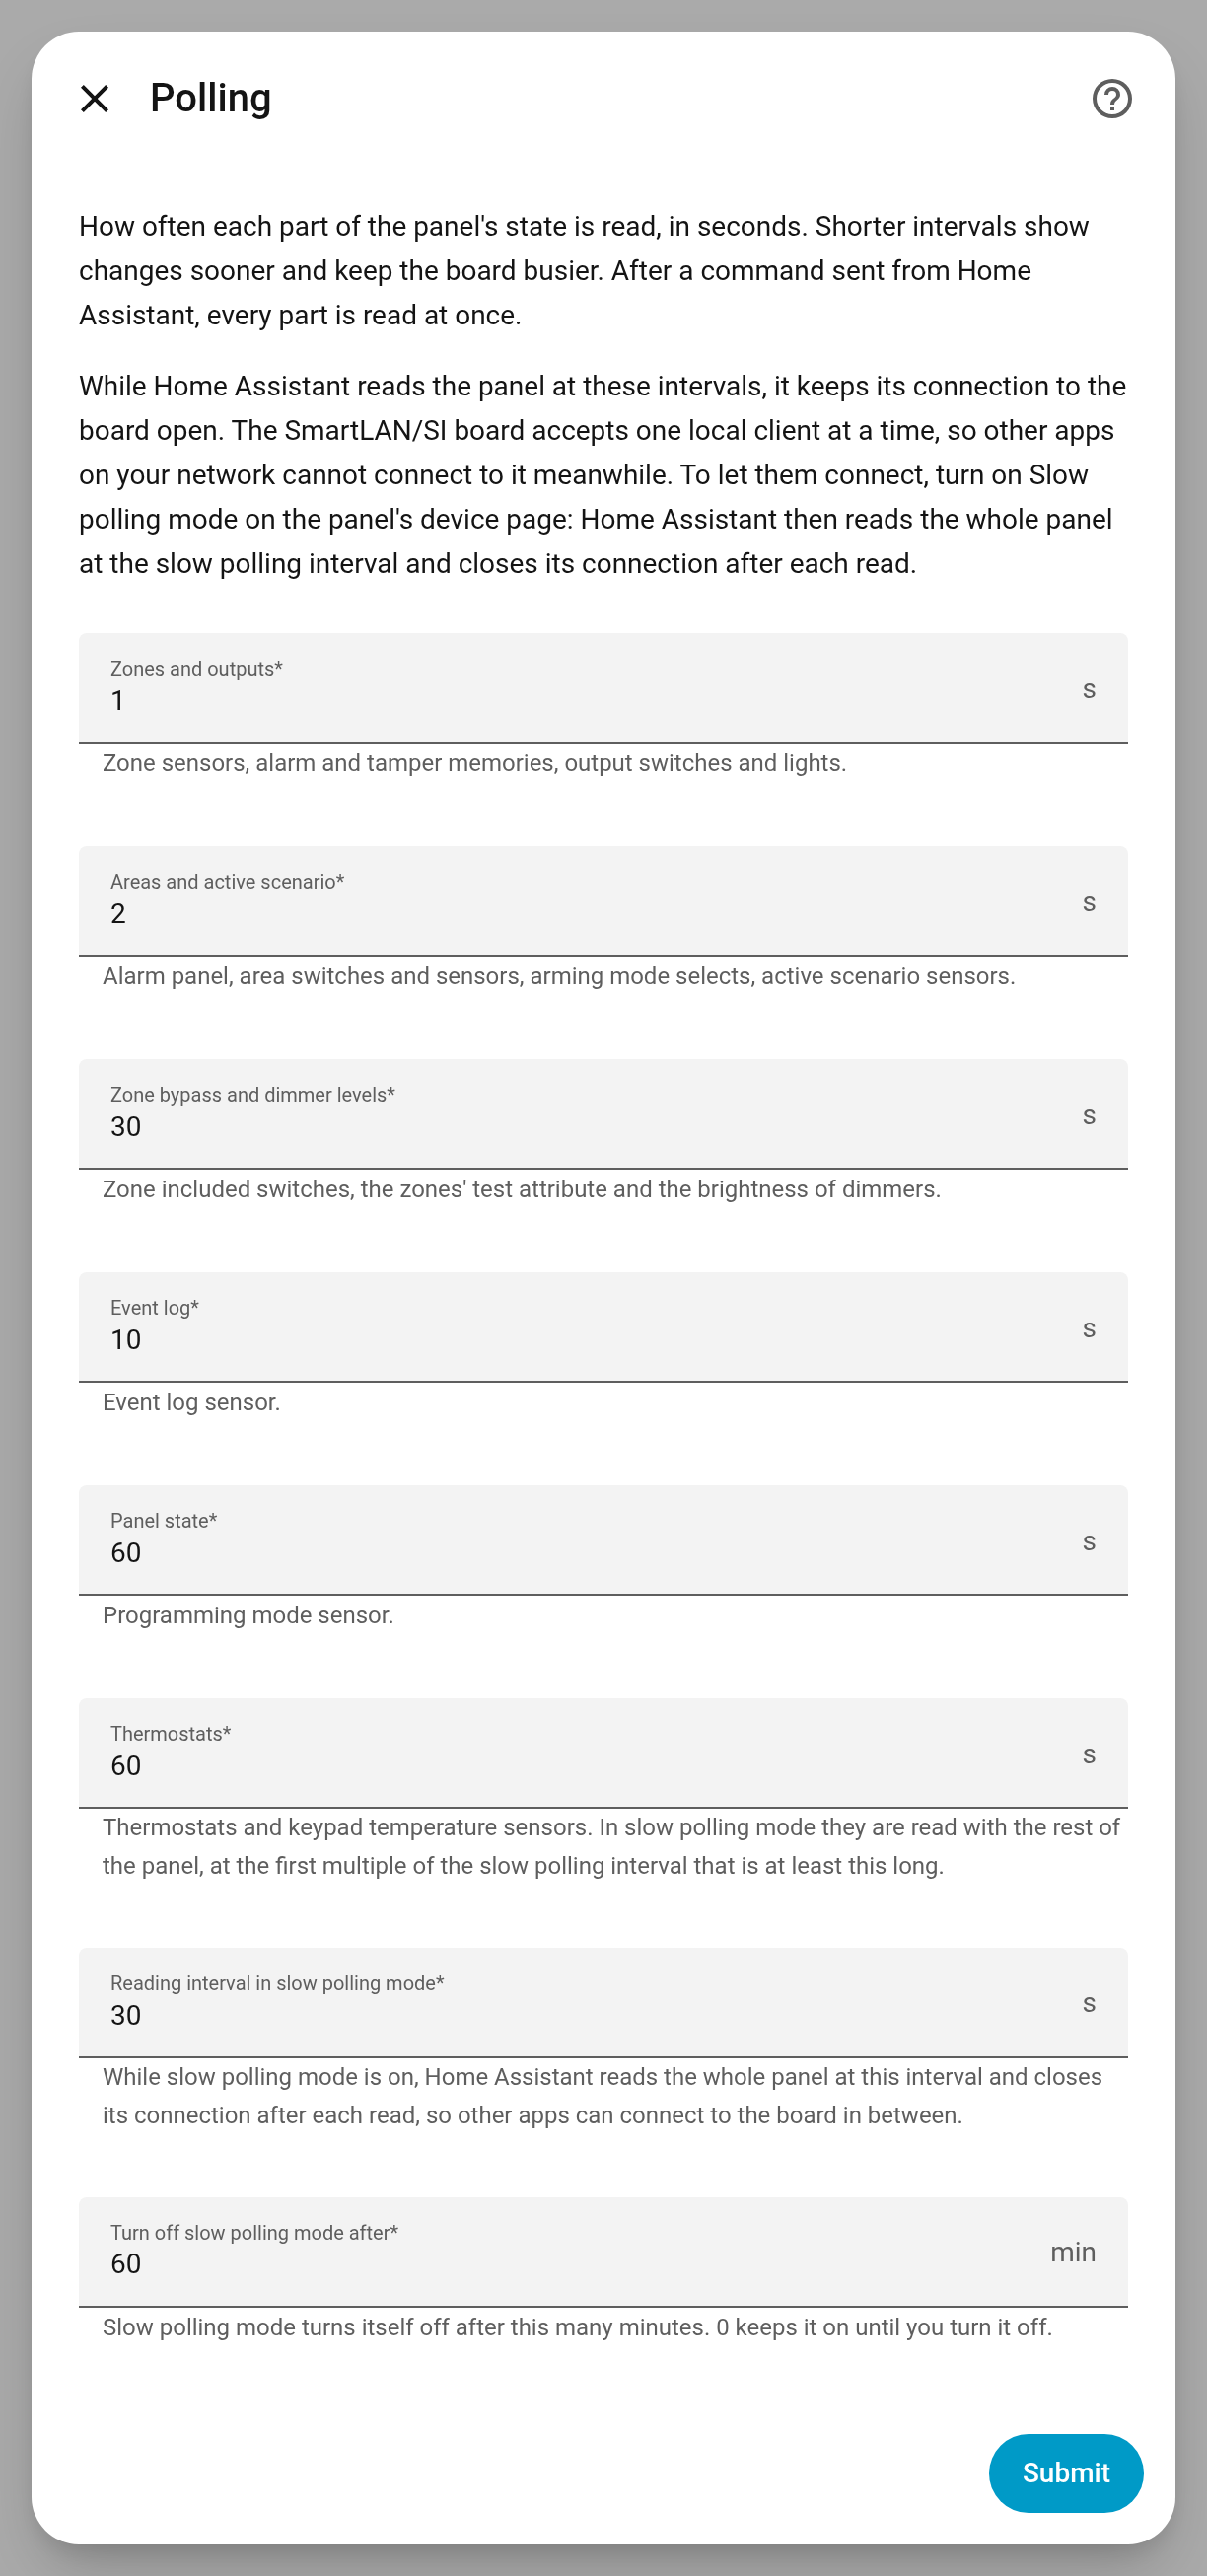 Polling
How often each part of the panel's state is read, in seconds. Shorter intervals show
changes sooner and keep the board busier. After a command sent from Home
Assistant, every part is read at once.
While Home Assistant reads the panel at these intervals, it keeps its connection to the
board open. The SmartLAN/SI board accepts one local client at a time, so other apps
on your network cannot connect to it meanwhile. To let them connect, turn on Slow
polling mode on the panel's device page: Home Assistant then reads the whole panel
at the slow polling interval and closes its connection after each read.
Zones and outputs*
1 s
Zone sensors, alarm and tamper memories, output switches and lights.
Areas and active scenario*
2 s
Alarm panel, area switches and sensors, arming mode selects, active scenario sensors.
Zone bypass and dimmer levels*
30 s
Zone included switches, the zones' test attribute and the brightness of dimmers.
Event log*
10 s
Event log sensor.
Panel state*
60 s
Programming mode sensor.
Thermostats*
60 s
Thermostats and keypad temperature sensors. In slow polling mode they are read with the rest of
the panel, at the first multiple of the slow polling interval that is at least this long.
Reading interval in slow polling mode*
30 s
While slow polling mode is on, Home Assistant reads the whole panel at this interval and closes
its connection after each read, so other apps can connect to the board in between.
Turn off slow polling mode after*
60 min
Slow polling mode turns itself off after this many minutes. 0 keeps it on until you turn it off.
Submit